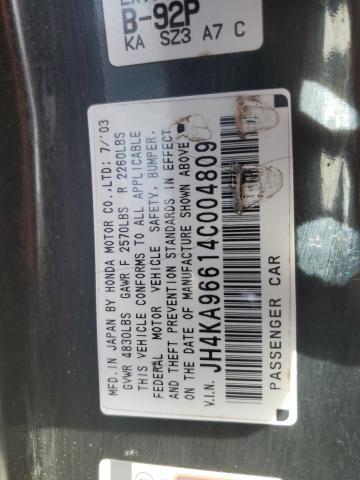 B-92P
KA SZ3 A7 C
MFD.IN JAPAN BY HONDA MOTOR CO.,LTD: 7/'03
GVWR 4830LBS GAWR F 2570LBS R 2260LBS
THIS VEHICLE CONFORMS TO ALL APPLICABLE
FEDERAL MOTOR VEHICLE SAFETY, BUMPER,
AND THEFT PREVENTION STANDARDS IN EFFECT
ON THE DATE OF MANUFACTURE SHOWN ABOVE.
V.I.N. JH4KA96614C004809
PASSENGER CAR